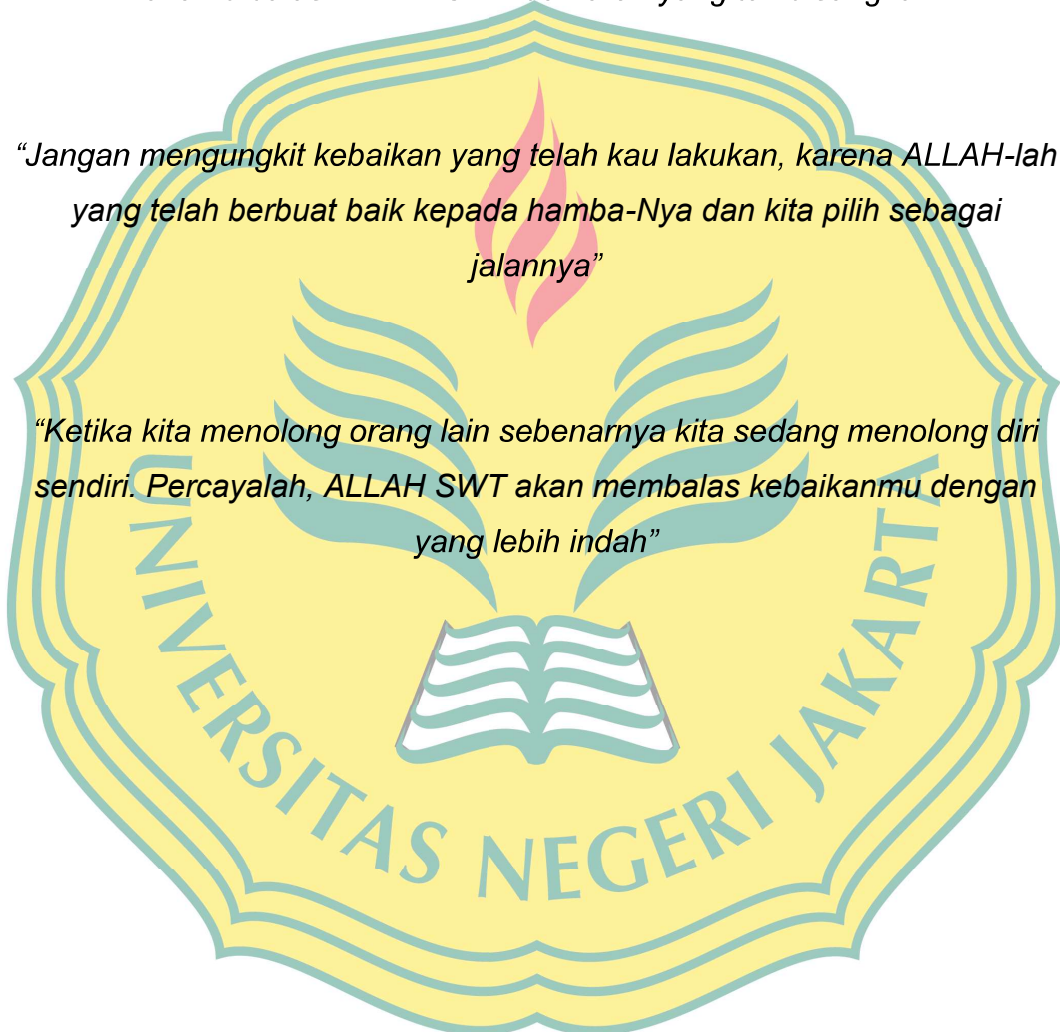 yang
“Jangan mengungkit kebaikan yang telah kau lakukan, karena ALLAH-lah
yang telah berbuat baik kepada hamba-Nya dan kita pilih sebagai
jalannya”
“Ketika kita menolong orang lain sebenarnya kita sedang menolong diri
sendiri. Percayalah, ALLAH SWT akan membalas kebaikanmu dengan
yang lebih indah”
UNIVERSITAS NEGERI JAKARTA